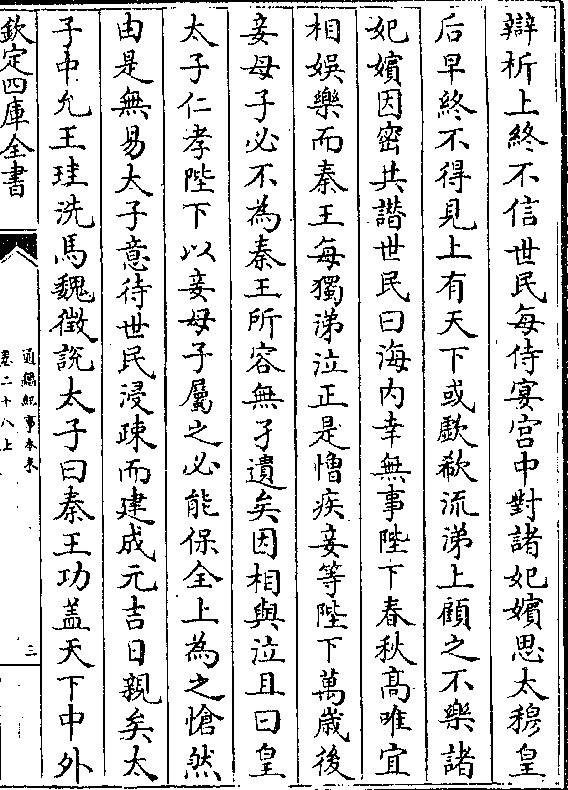 辯析上終不信世民每侍宴宫中對諸妃嬪思太穆皇
后早終不得見上有天下或歔欷流涕上顧之不樂諸
妃嬪因密共譖世民曰海内幸無事陛下春秋髙唯宜
相娯樂而秦王每獨涕泣正是憎疾妾等陛下萬歳後
妾母子必不為秦王所容無孑遺矣因相與泣且曰皇
太子仁孝陛下以妾母子屬之必能保全上為之愴然
由是無易太子意待世民浸疎而建成元吉日親矣太
子中允王珪洗馬魏徵說太子曰秦王功盖天下中外
欽定四庫全書
通鑑紀事本末
卷二十八上
三